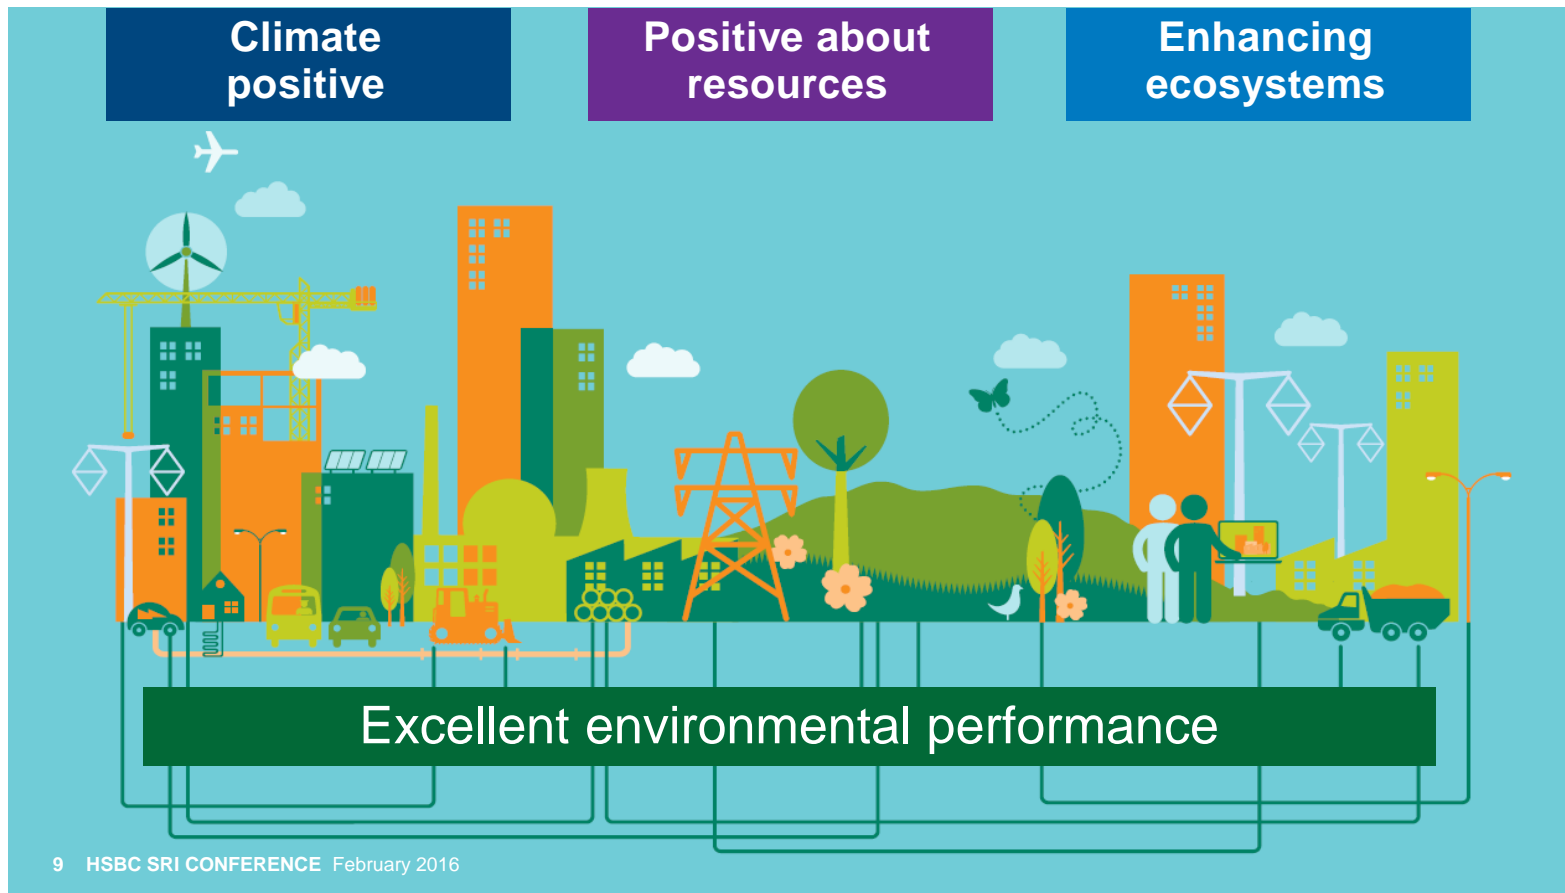 Climate
positive
Positive about
resources
Enhancing
ecosystems
Excellent environmental performance
9 HSBC SRI CONFERENCE February 2016